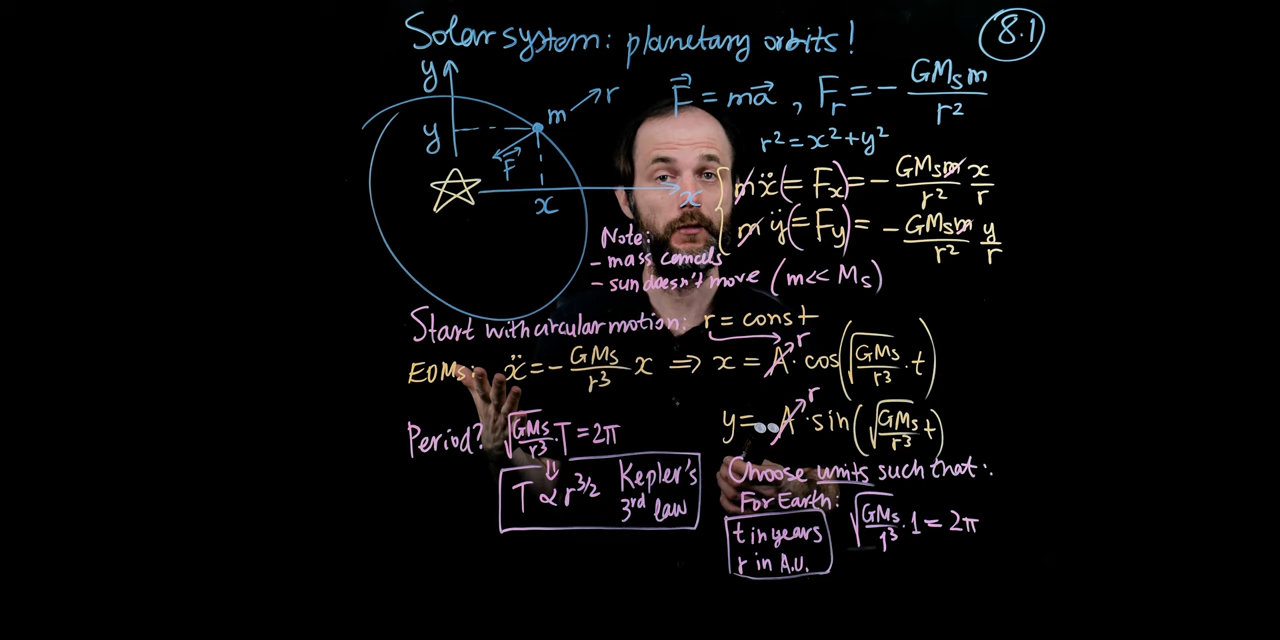 Solar system: planetary orbits!
8.1
y
m
r
F⃗ = ma⃗ , F_r = - GM_s m / r²
y
F⃗
x
x
r² = x² + y²
mẍ (= F_x) = - GM_s m / r² x/r
mÿ (= F_y) = - GM_s m / r² y/r
Note:
- mass cancels
- sun doesn't move (m << M_s)
Start with circular motion: r = const
EOMs: ẍ = - GM_s / r³ x ⇒ x = A r · cos(√(GM_s / r³) · t)
y = A r · sin(√(GM_s / r³) t)
Period? √(GM_s / r³) · T = 2π
⇓
T ∝ r^3/2 Kepler's
3rd law
Choose units such that:
For Earth: √(GM_s / 1³) · 1 = 2π
t in years
r in A.U.